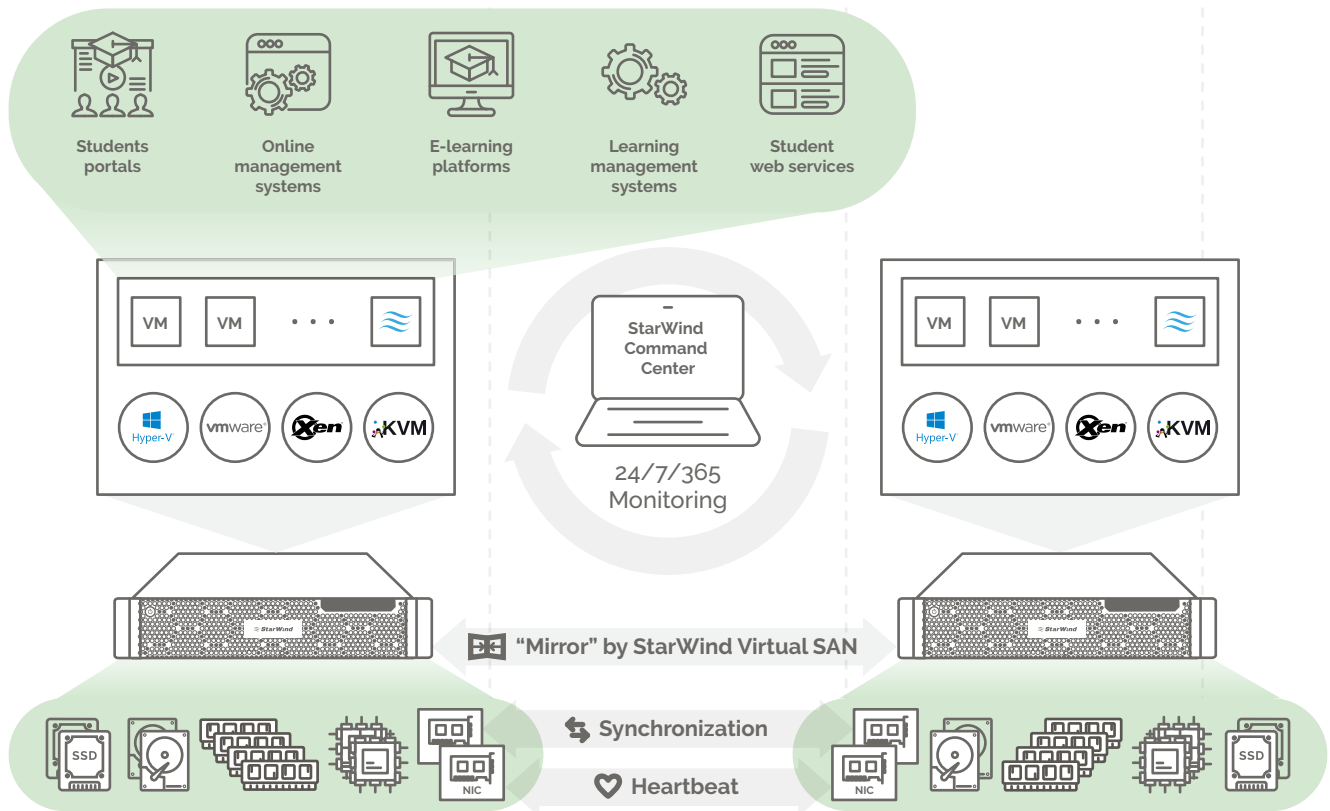 Students
portals
Online
management
systems
E-learning
platforms
Learning
management
systems
Student
web services
VM
VM
• • •
StarWind
Command
Center
VM
VM
• • •
Hyper-V
vmware®
Xen
KVM
24/7/365
Monitoring
Hyper-V
vmware®
Xen
KVM
StarWind
StarWind
“Mirror” by StarWind Virtual SAN
SSD
NIC
Synchronization
Heartbeat
NIC
SSD